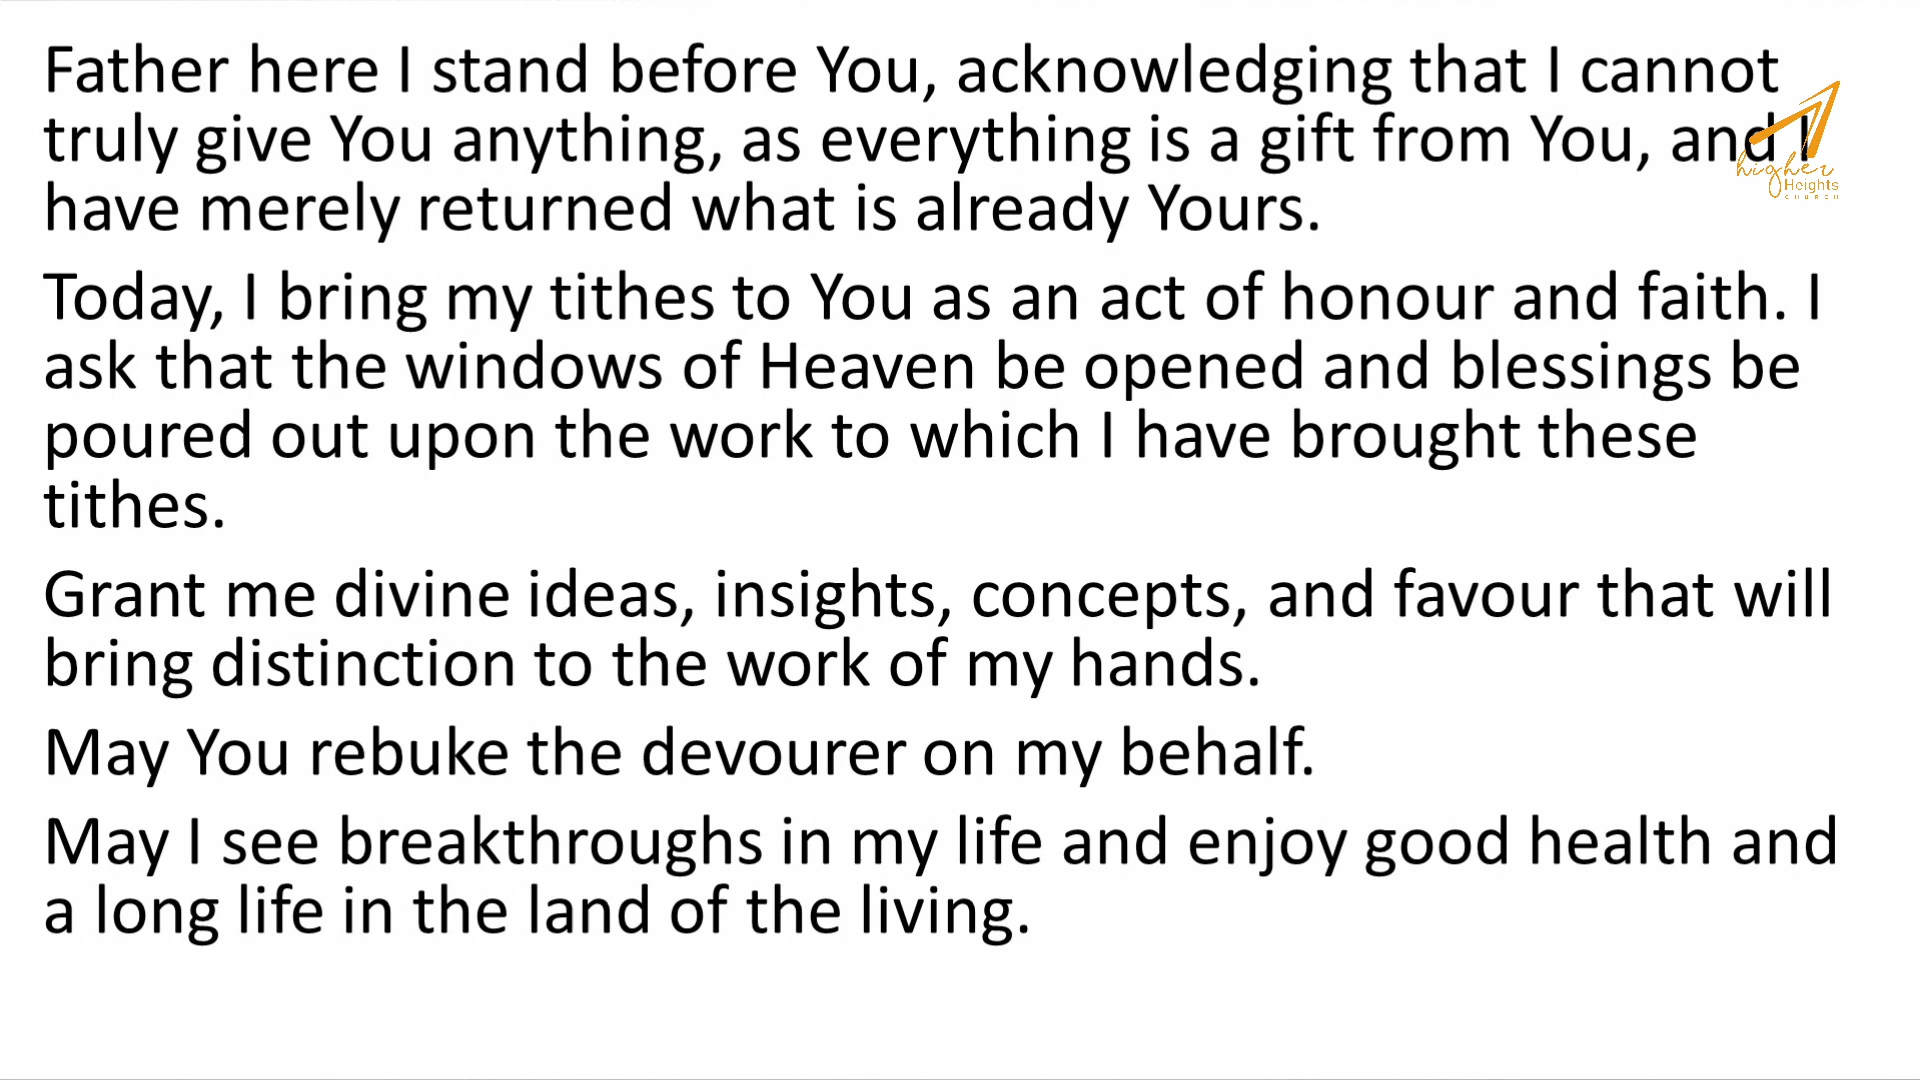 Father here I stand before You, acknowledging that I cannot
truly give You anything, as everything is a gift from You, and I
have merely returned what is already Yours.
Today, I bring my tithes to You as an act of honour and faith. I
ask that the windows of Heaven be opened and blessings be
poured out upon the work to which I have brought these
tithes.
Grant me divine ideas, insights, concepts, and favour that will
bring distinction to the work of my hands.
May You rebuke the devourer on my behalf.
May I see breakthroughs in my life and enjoy good health and
a long life in the land of the living.
higher
Heights
CHURCH